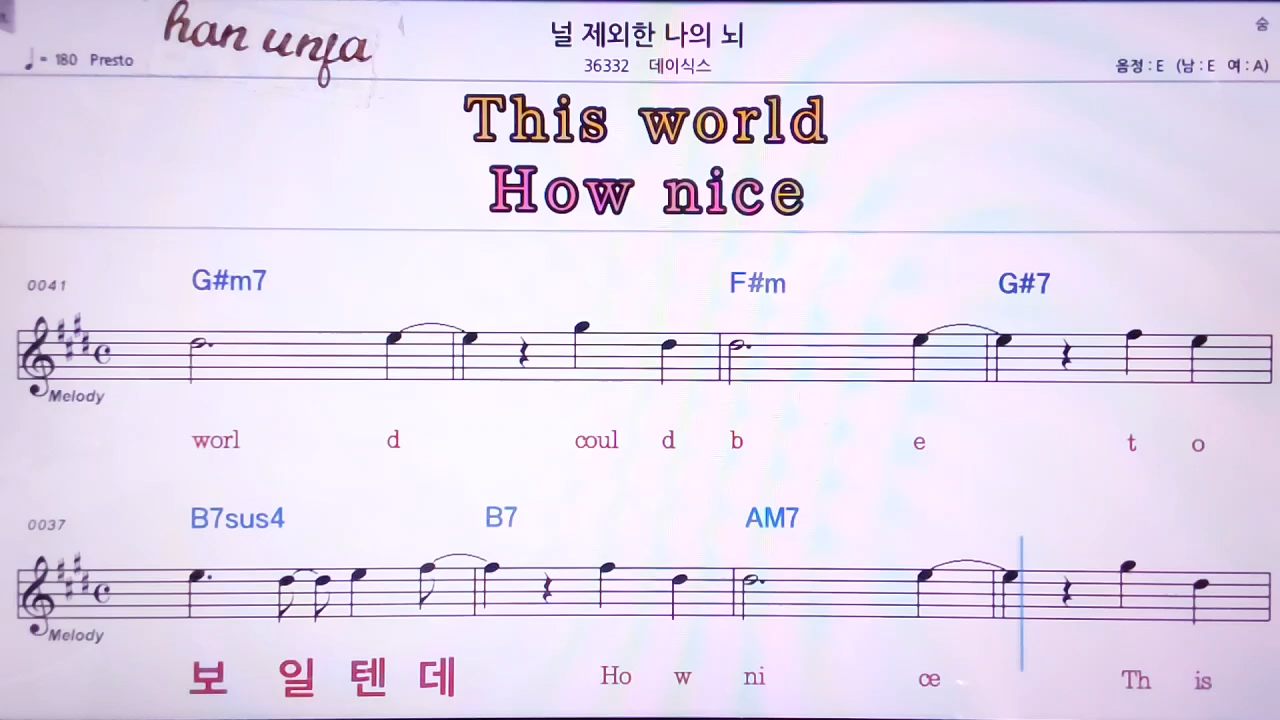 han unja
널 제외한 나의 뇌
숨
♩= 180 Presto
36332 데이식스
음정 : E (남 : E 여 : A)
This world
How nice
0041 G#m7 F#m G#7
Melody
worl d coul d b e t o
0037 B7sus4 B7 AM7
Melody
보 일 텐 데 Ho w ni ce Th is